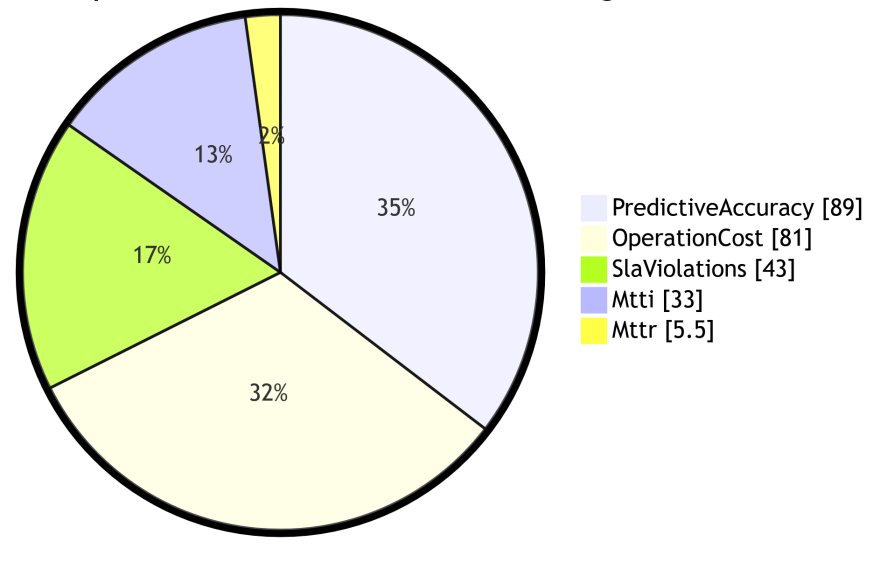 35%
32%
17%
13%
2%
PredictiveAccuracy [89]
OperationCost [81]
SlaViolations [43]
Mtti [33]
Mttr [5.5]